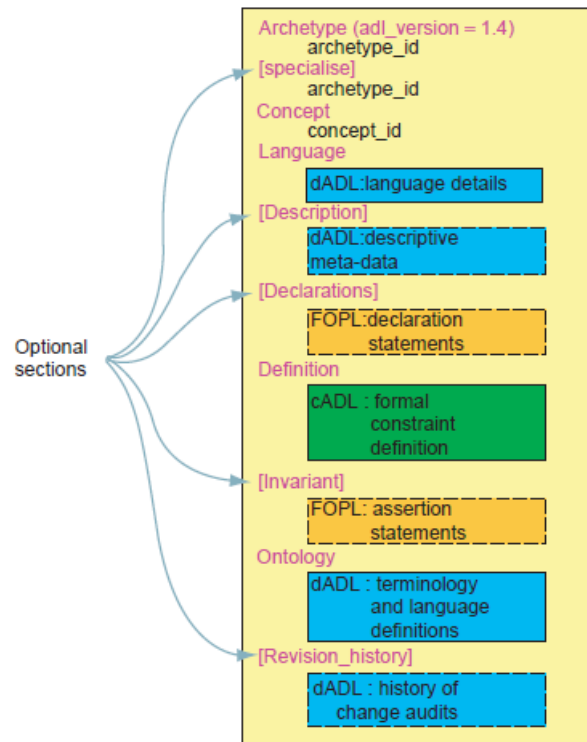 Archetype (adl_version = 1.4)
archetype_id
[specialise]
archetype_id
Concept
concept_id
Language
dADL:language details
[Description]
dADL:descriptive
meta-data
[Declarations]
FOPL:declaration
statements
Optional
sections
Definition
cADL : formal
constraint
definition
[Invariant]
FOPL: assertion
statements
Ontology
dADL : terminology
and language
definitions
[Revision_history]
dADL : history of
change audits